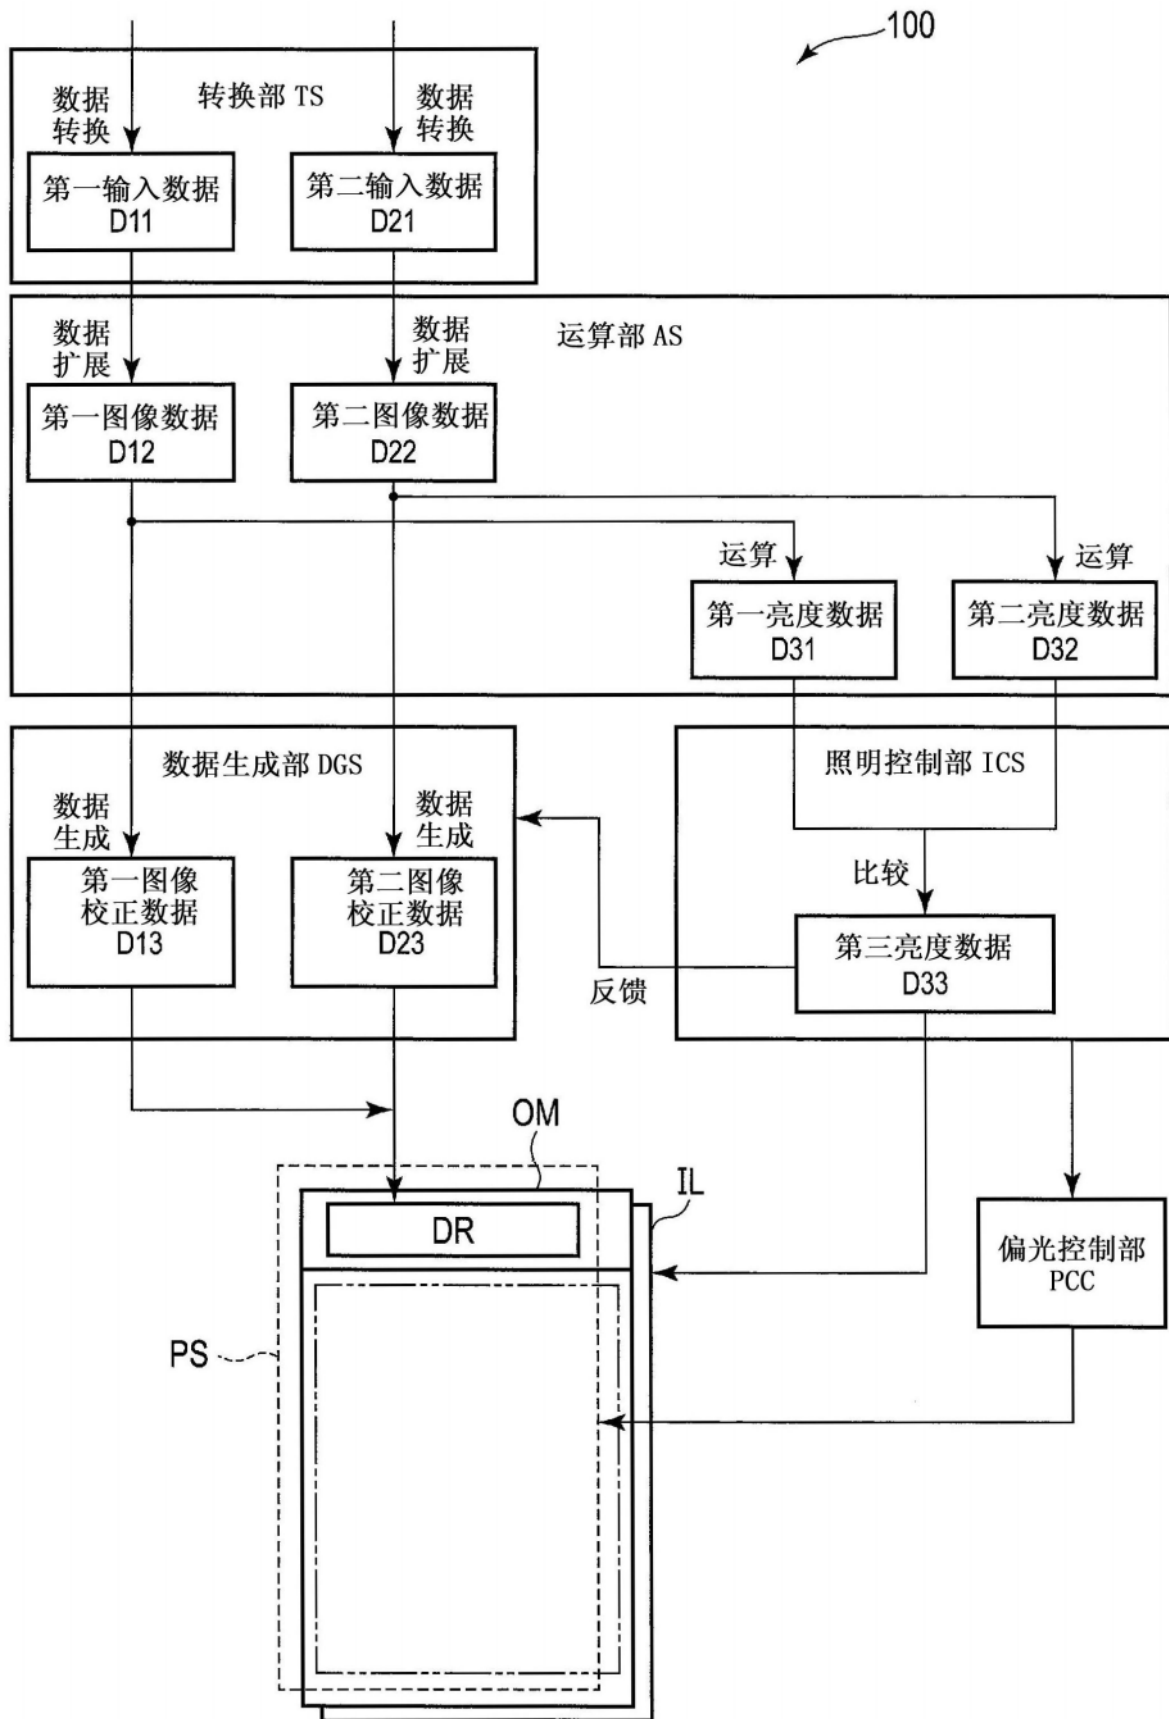 100
转换部 TS
数据
转换
数据
转换
第一输入数据
D11
第二输入数据
D21
运算部 AS
数据
扩展
数据
扩展
第一图像数据
D12
第二图像数据
D22
运算
运算
第一亮度数据
D31
第二亮度数据
D32
数据生成部 DGS
照明控制部 ICS
数据
生成
数据
生成
第一图像
校正数据
D13
第二图像
校正数据
D23
比较
第三亮度数据
D33
反馈
OM
IL
DR
偏光控制部
PCC
PS